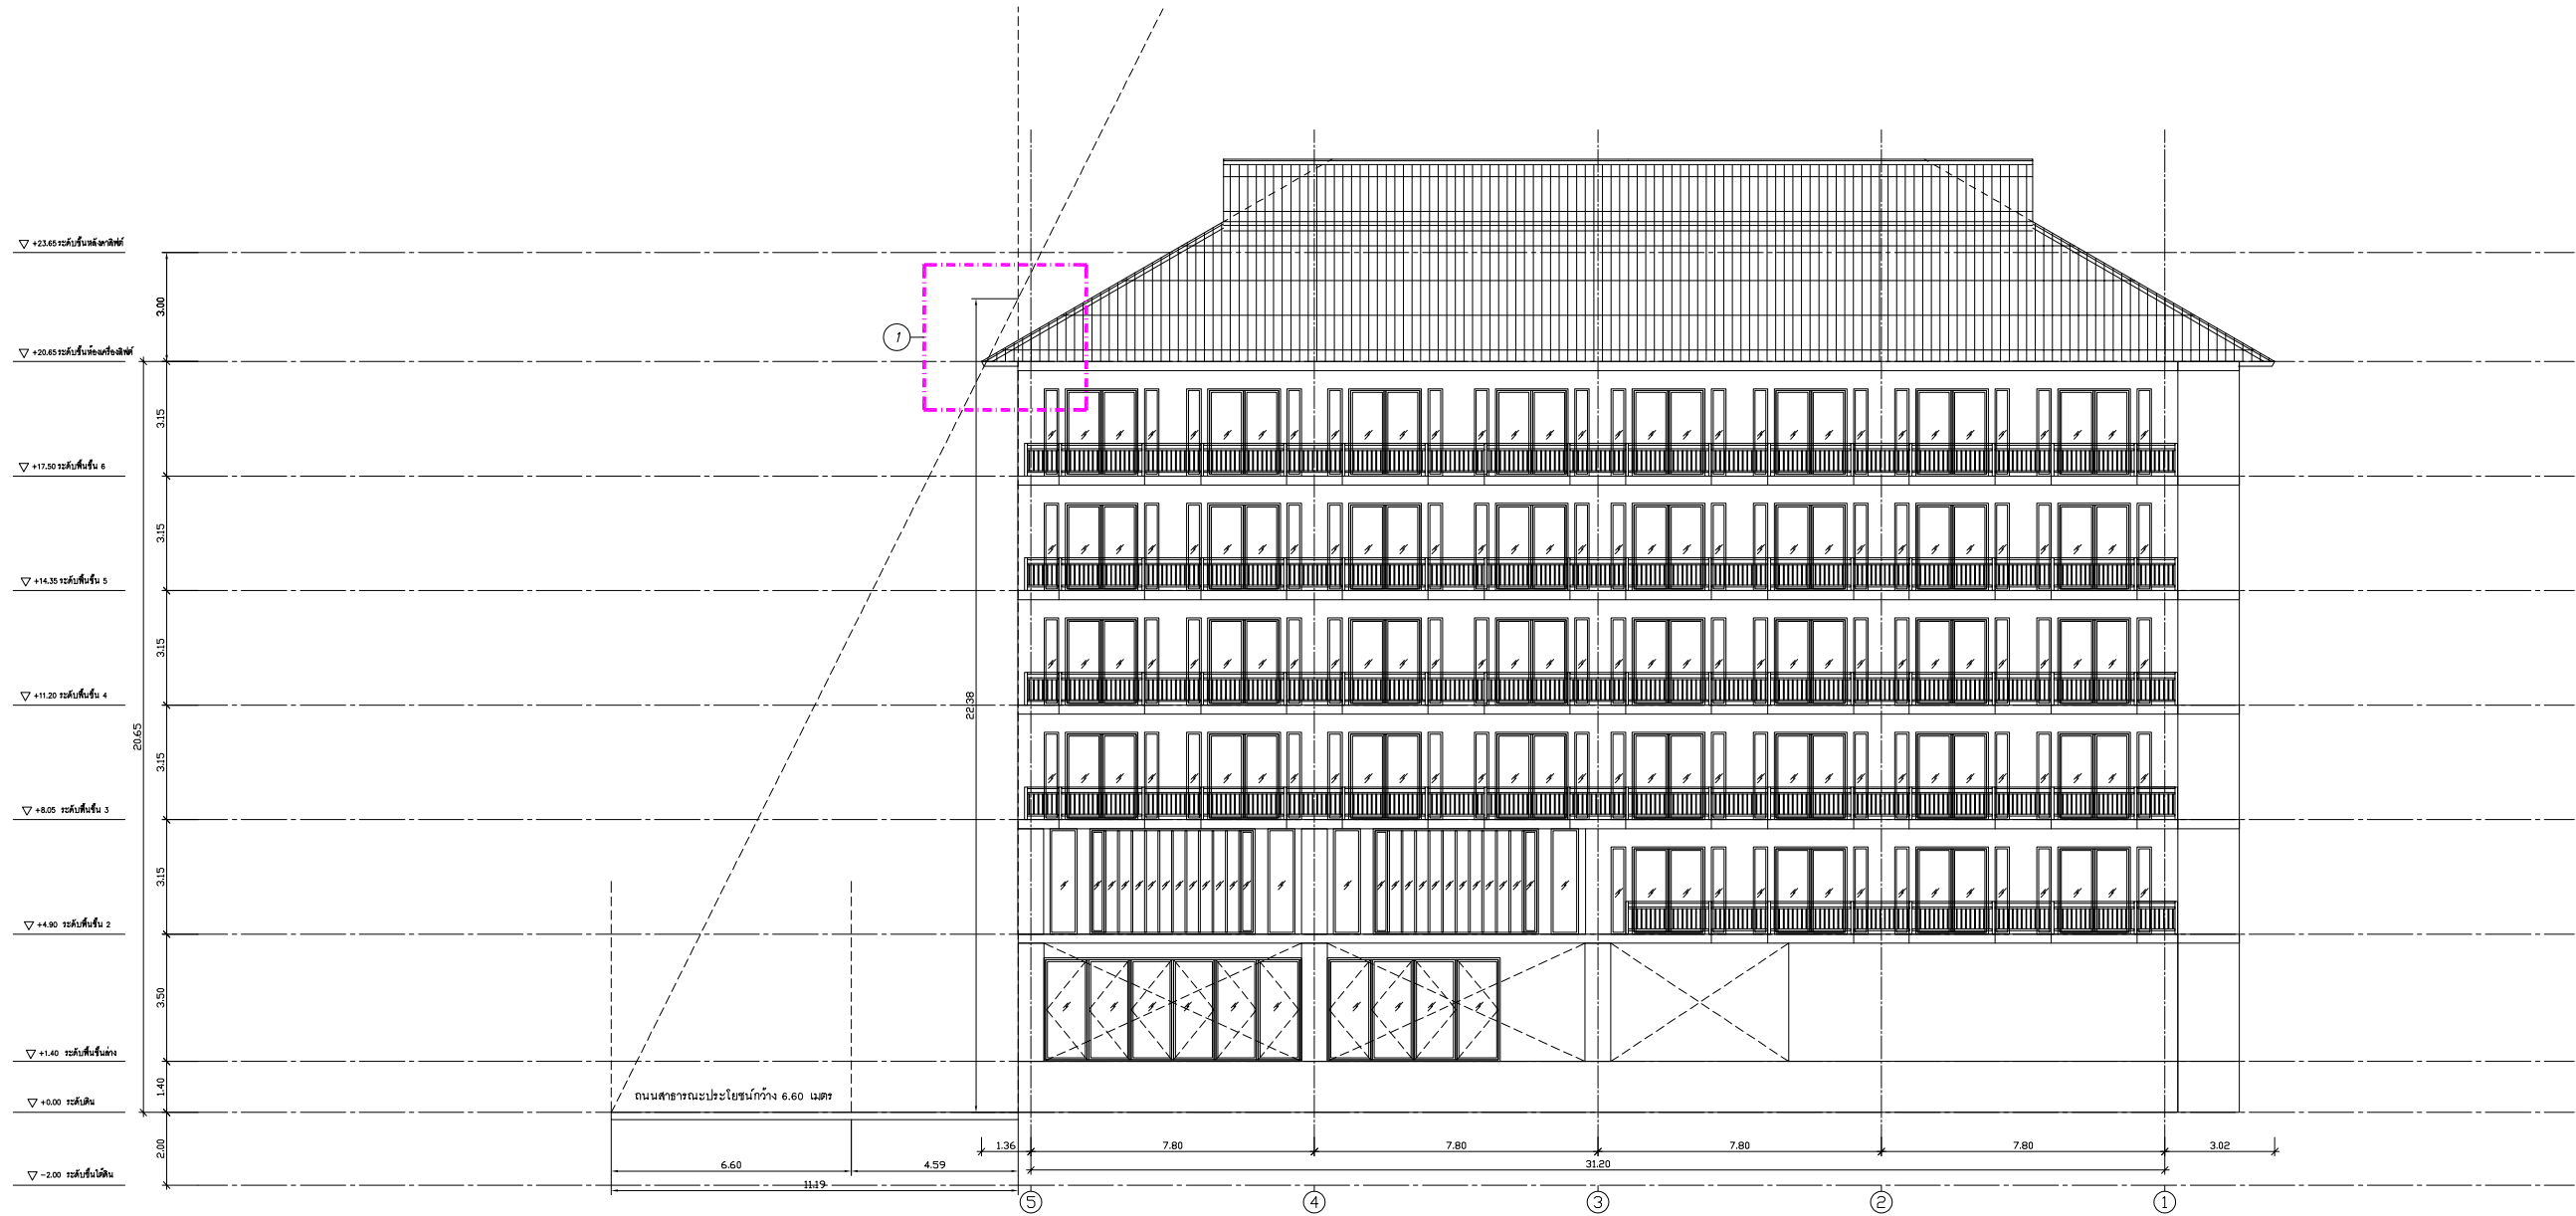 +23.65 ระดับชั้นหลังคาลิฟต์
3.00
1
+20.65 ระดับชั้นห้องเครื่องลิฟต์
3.15
+17.50 ระดับพื้นชั้น 6
3.15
+14.35 ระดับพื้นชั้น 5
3.15
+11.20 ระดับพื้นชั้น 4
22.38
20.65
3.15
+8.05 ระดับพื้นชั้น 3
3.15
+4.90 ระดับพื้นชั้น 2
3.50
+1.40 ระดับพื้นชั้นล่าง
1.40
ถนนสาธารณะประโยชน์กว้าง 6.60 เมตร
+0.00 ระดับดิน
2.00
1.36 7.80 7.80 7.80 7.80 3.02
6.60 4.59 31.20
-2.00 ระดับชั้นใต้ดิน
11.19
5 4 3 2 1